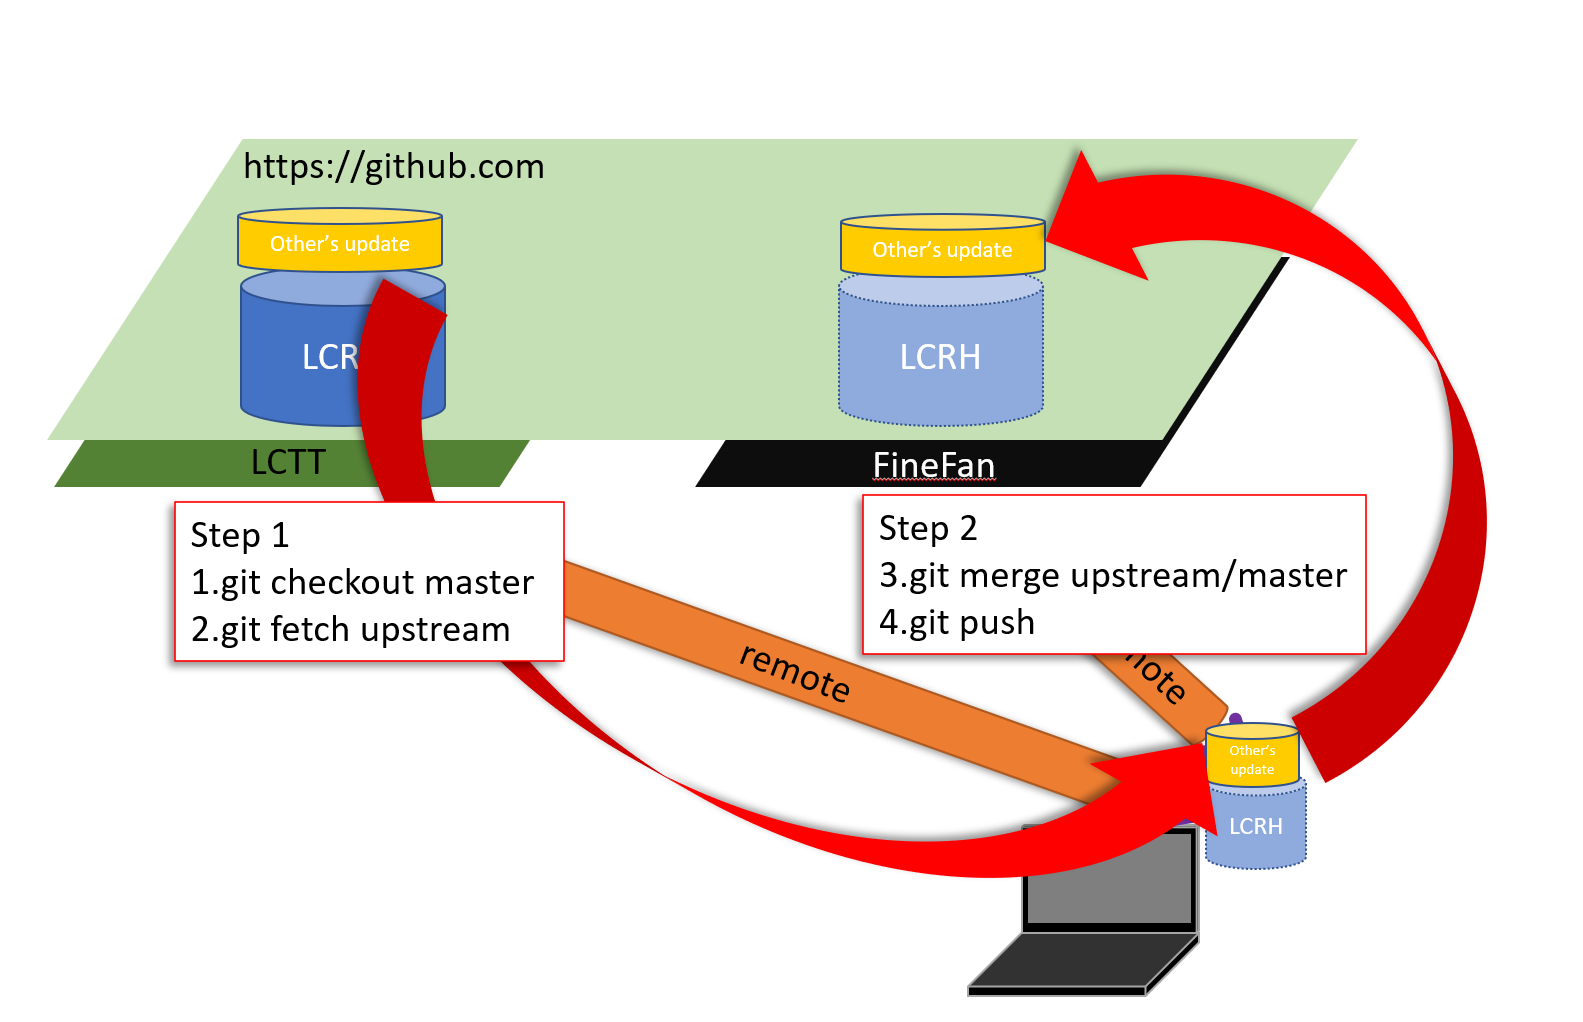 https://github.com
Other's update
Other's update
LCR
LCRH
LCTT
FineFan
Step 1
1.git checkout master
2.git fetch upstream
Step 2
3.git merge upstream/master
4.git push
remote
note
Other's
update
LCRH